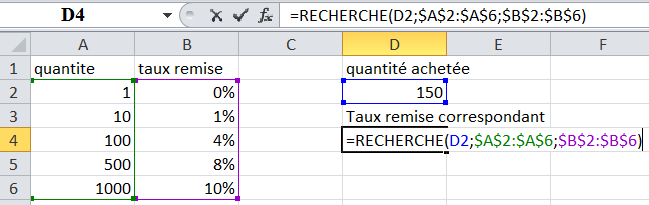 D4 fx =RECHERCHE(D2;$A$2:$A$6;$B$2:$B$6)
A B C D E F
1 quantite taux remise quantité achetée
2 1 0% 150
3 10 1% Taux remise correspondant
4 100 4% =RECHERCHE(D2;$A$2:$A$6;$B$2:$B$6)
5 500 8%
6 1000 10%